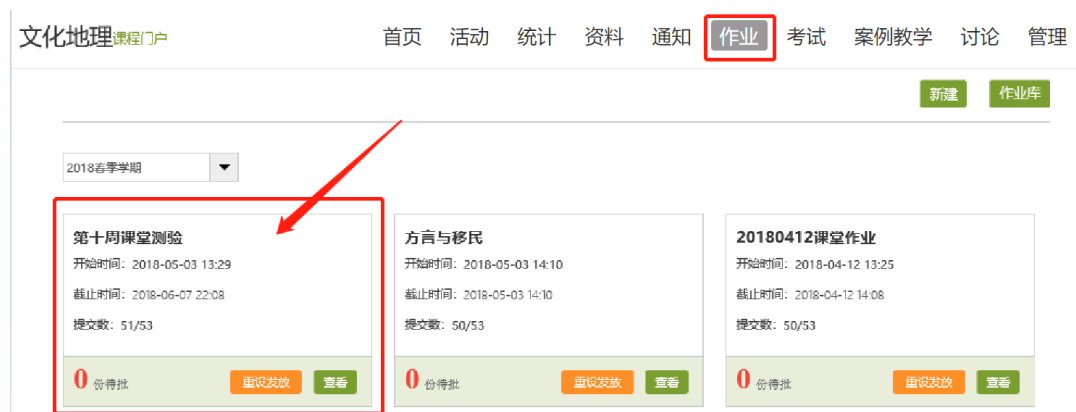 文化地理课程门户 首页 活动 统计 资料 通知 作业 考试 案例教学 讨论 管理
新建 作业库
2018春季学期
第十周课堂测验
开始时间：2018-05-03 13:29
截止时间：2018-06-07 22:08
提交数：51/53
0 份待批 重设发放 查看
方言与移民
开始时间：2018-05-03 14:10
截止时间：2018-05-03 14:10
提交数：50/53
0 份待批 重设发放 查看
20180412课堂作业
开始时间：2018-04-12 13:25
截止时间：2018-04-12 14:08
提交数：50/53
0 份待批 重设发放 查看